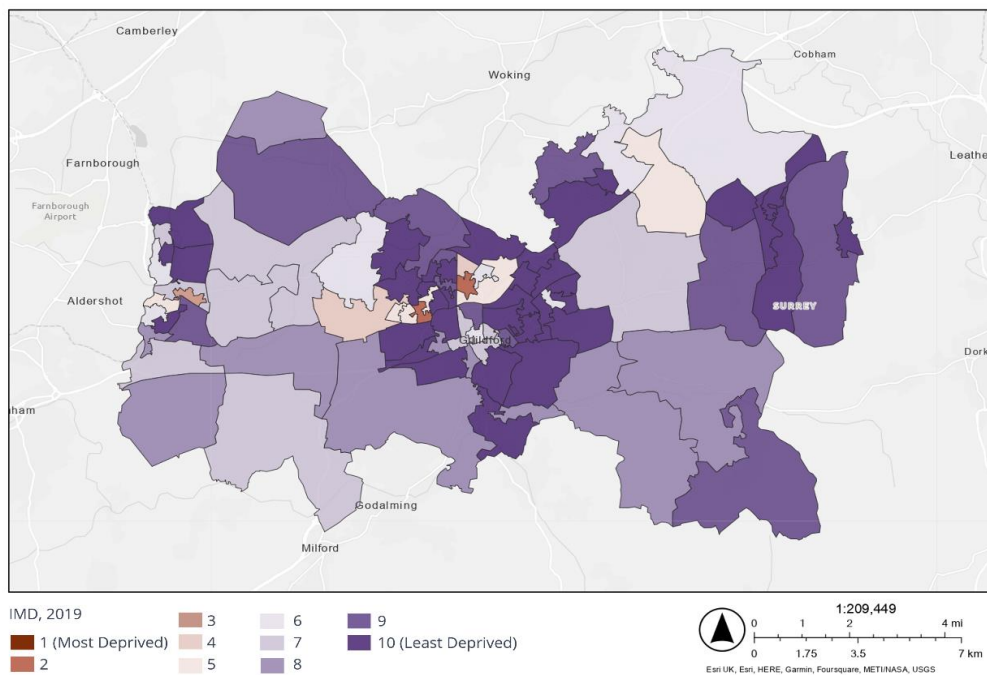 Camberley
Cobham
Woking
Farnborough
Leathe
Farnborough
Airport
Aldershot
SURREY
Guildford
Dork
ham
Godalming
Milford
IMD, 2019
1 (Most Deprived)
2
3
4
5
6
7
8
9
10 (Least Deprived)
1:209,449
0 1 2 4 mi
0 1.75 3.5 7 km
Esri UK, Esri, HERE, Garmin, Foursquare, METI/NASA, USGS